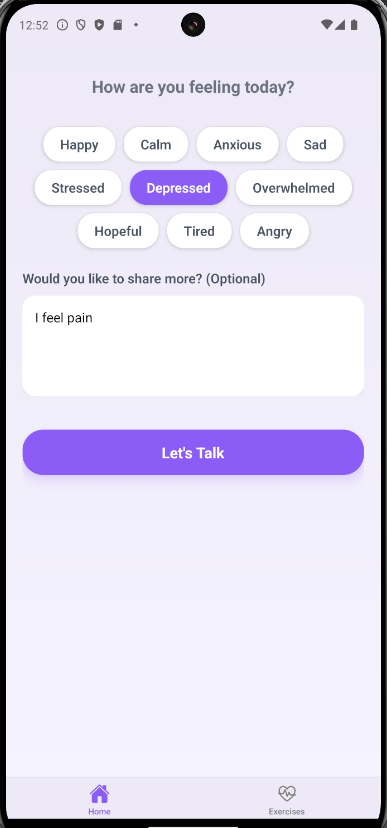 12:52
How are you feeling today?
Happy Calm Anxious Sad
Stressed Depressed Overwhelmed
Hopeful Tired Angry
Would you like to share more? (Optional)
I feel pain
Let's Talk
Home Exercises